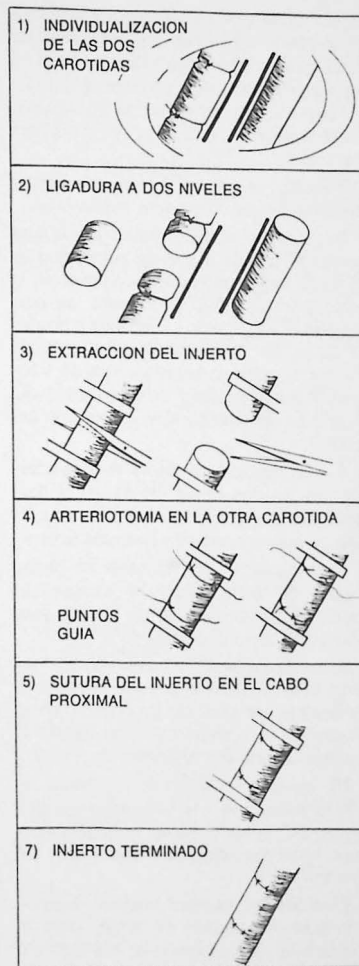 1) INDIVIDUALIZACION
DE LAS DOS
CAROTIDAS
2) LIGADURA A DOS NIVELES
3) EXTRACCION DEL INJERTO
4) ARTERIOTOMIA EN LA OTRA CAROTIDA
PUNTOS
GUIA
5) SUTURA DEL INJERTO EN EL CABO
PROXIMAL
7) INJERTO TERMINADO